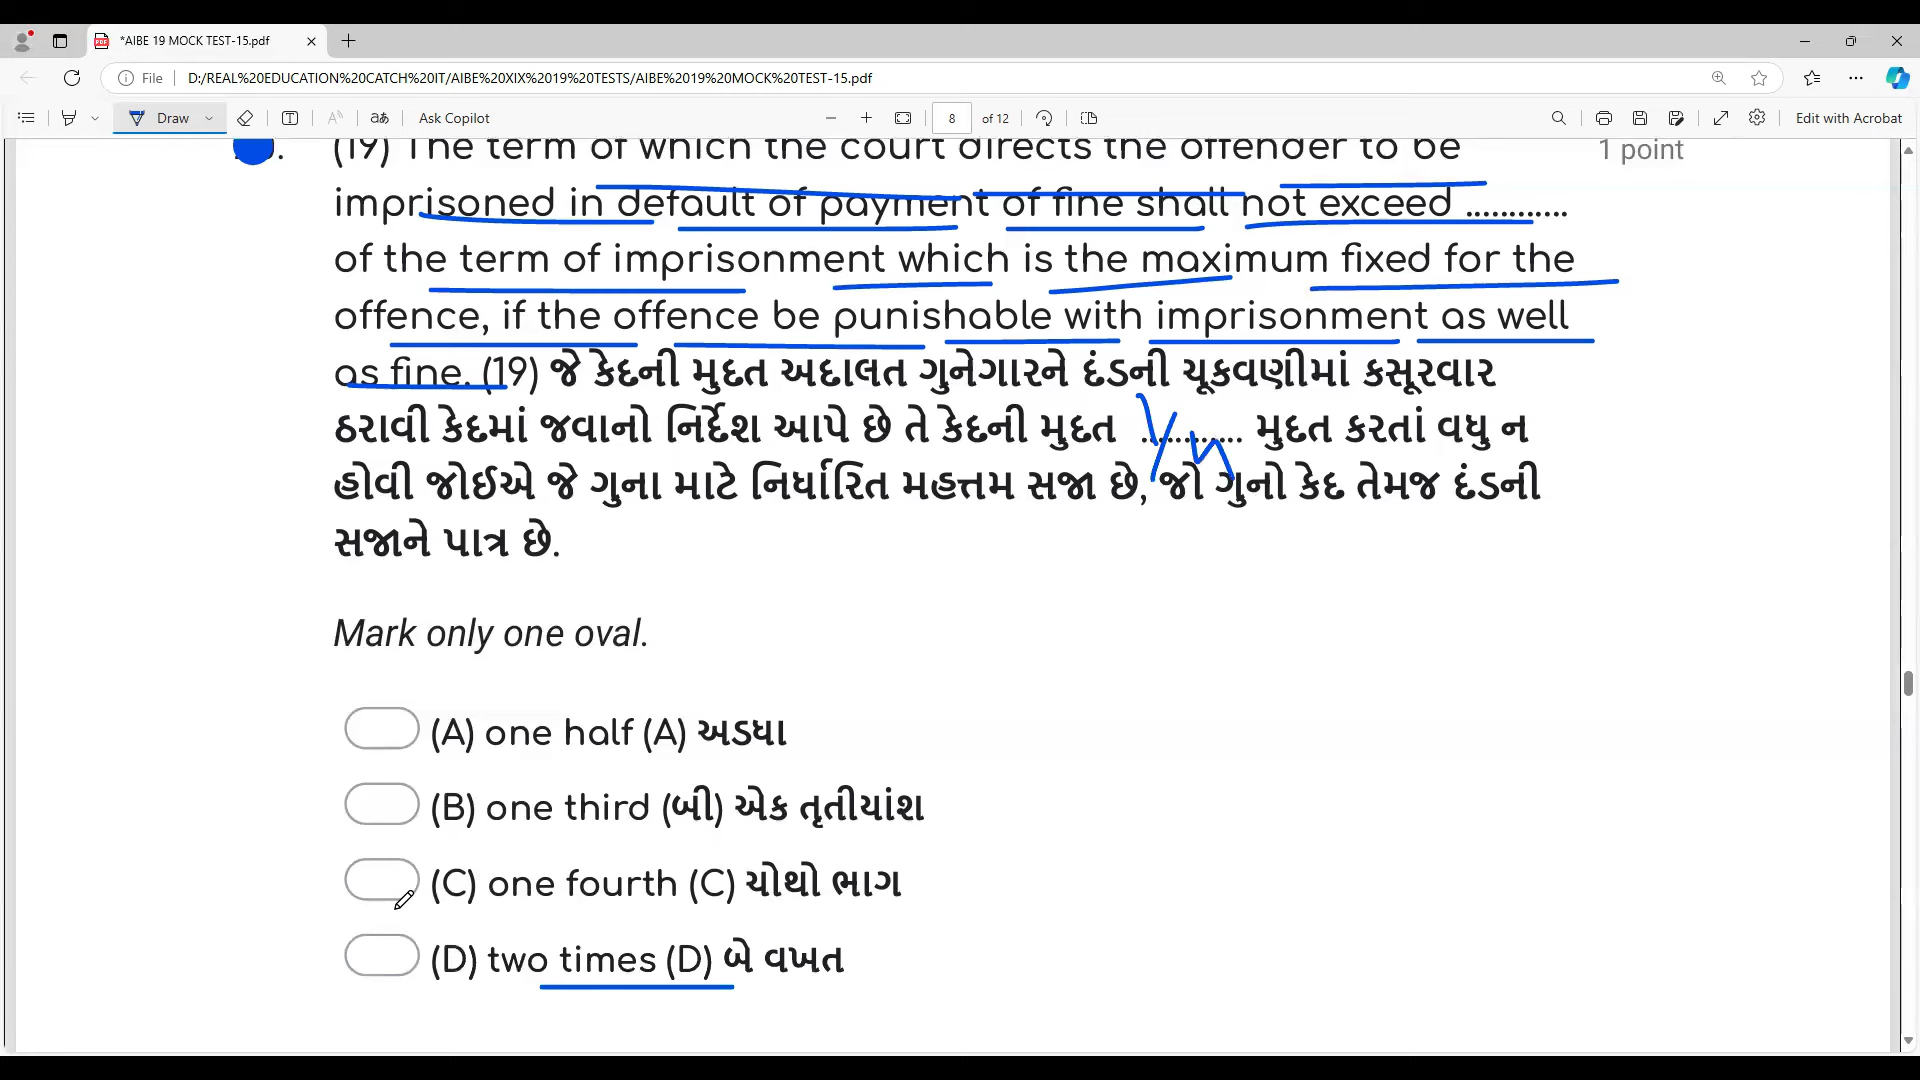 *AIBE 19 MOCK TEST-15.pdf
File D:/REAL%20EDUCATION%20CATCH%20IT/AIBE%20XIX%2019%20TESTS/AIBE%2019%20MOCK%20TEST-15.pdf
Draw T aあ Ask Copilot 8 of 12 Edit with Acrobat
(19) The term of which the court directs the offender to be 1 point
imprisoned in default of payment of fine shall not exceed ............
of the term of imprisonment which is the maximum fixed for the
offence, if the offence be punishable with imprisonment as well
as fine. (19) જે કેદની મુદત અદાલત ગુનેગારને દંડની ચૂકવણીમાં કસૂરવાર
ઠરાવી કેદમાં જવાનો નિર્દેશ આપે છે તે કેદની મુદત ............ મુદત કરતાં વધુ ન
હોવી જોઈએ જે ગુના માટે નિર્ધારિત મહત્તમ સજા છે, જો ગુનો કેદ તેમજ દંડની
સજાને પાત્ર છે.
Mark only one oval.
(A) one half (A) અડધા
(B) one third (બી) એક તૃતીયાંશ
(C) one fourth (C) ચોથો ભાગ
(D) two times (D) બે વખત